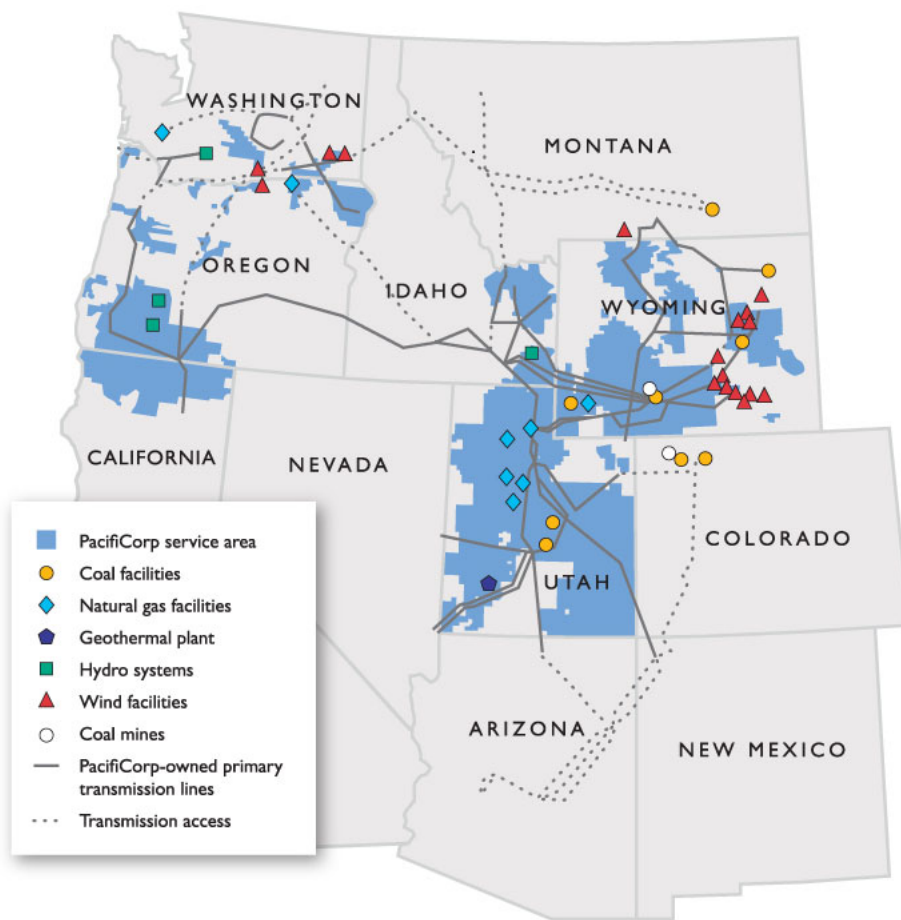 WASHINGTON
MONTANA
OREGON
IDAHO
WYOMING
CALIFORNIA
NEVADA
UTAH
COLORADO
ARIZONA
NEW MEXICO
PacifiCorp service area
Coal facilities
Natural gas facilities
Geothermal plant
Hydro systems
Wind facilities
Coal mines
PacifiCorp-owned primary
transmission lines
Transmission access